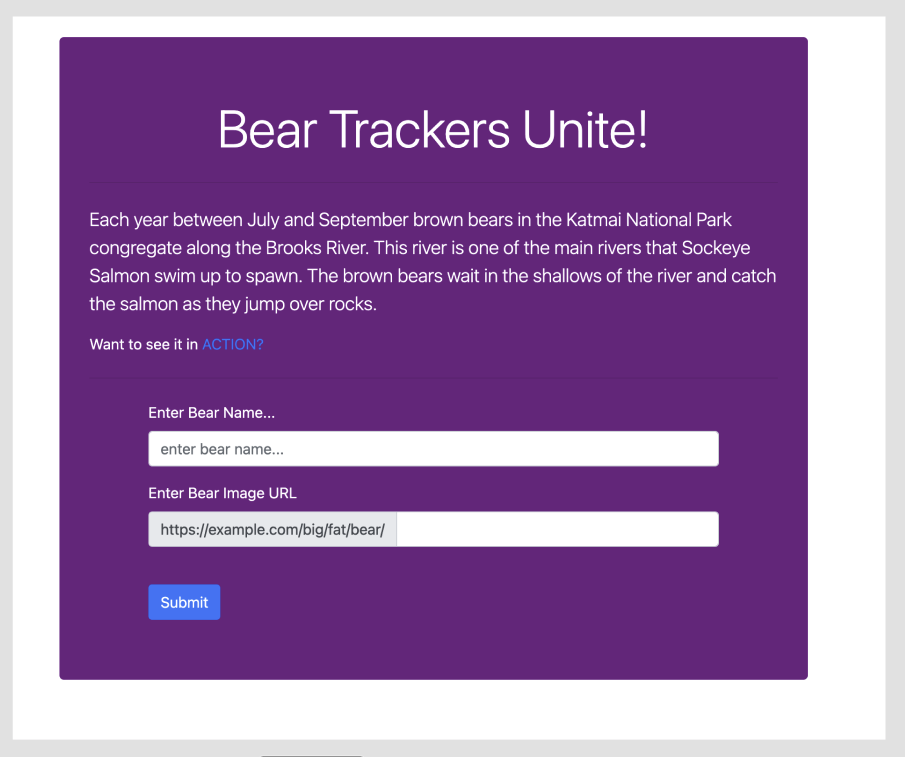 Bear Trackers Unite!
Each year between July and September brown bears in the Katmai National Park
congregate along the Brooks River. This river is one of the main rivers that Sockeye
Salmon swim up to spawn. The brown bears wait in the shallows of the river and catch
the salmon as they jump over rocks.
Want to see it in ACTION?
Enter Bear Name...
enter bear name...
Enter Bear Image URL
https://example.com/big/fat/bear/
Submit